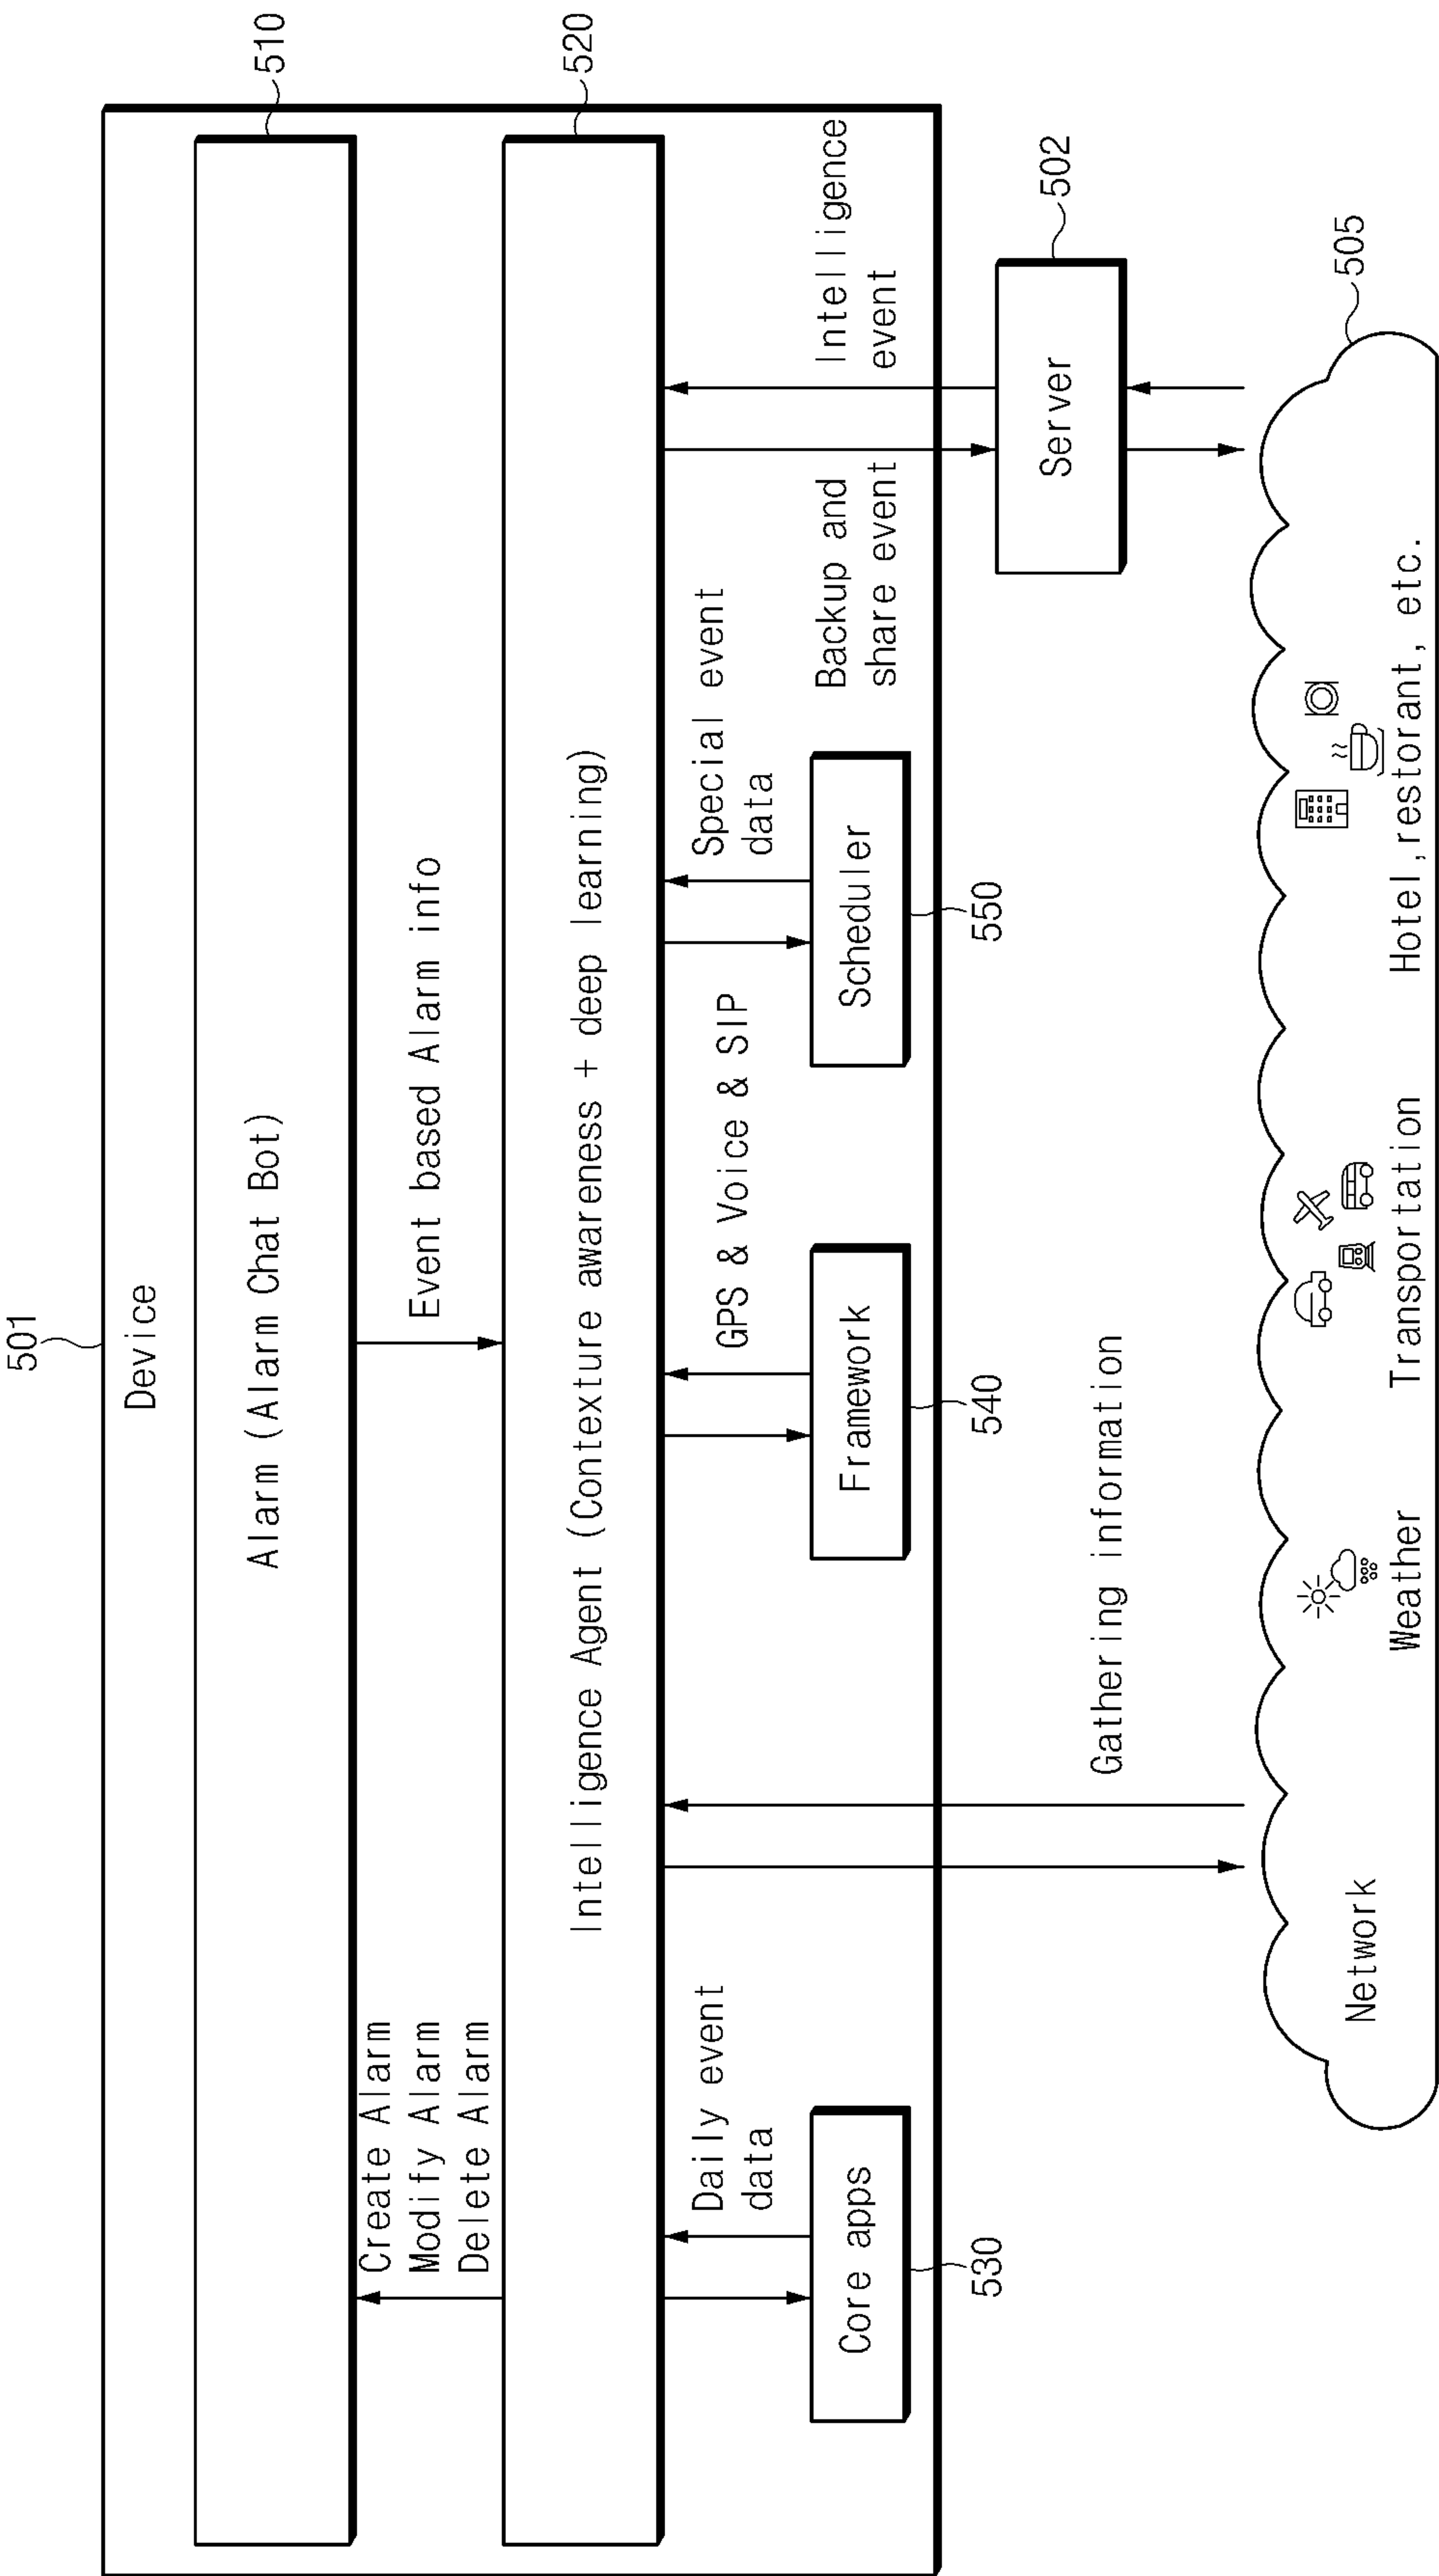 501
Device
Alarm (Alarm Chat Bot)
510
Create Alarm
Modify Alarm
Delete Alarm
Event based Alarm info
Intelligence Agent (Contexture awareness + deep learning)
520
Daily event
data
GPS & Voice & SIP
Special event
data
Backup and
share event
Intelligence
event
Core apps
530
Framework
540
Scheduler
550
Server
502
Gathering information
505
Network
Weather
Transportation
Hotel,restorant, etc.